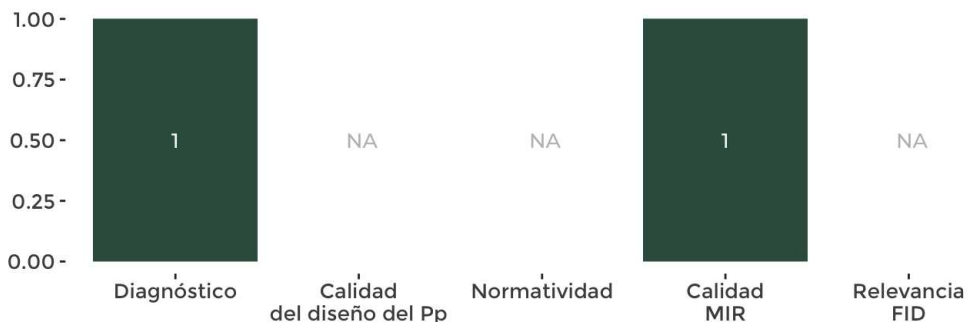 1.00
0.75
0.50
0.25
0.00
1
NA
NA
1
NA
Diagnóstico
Calidad
del diseño del Pp
Normatividad
Calidad
MIR
Relevancia
FID